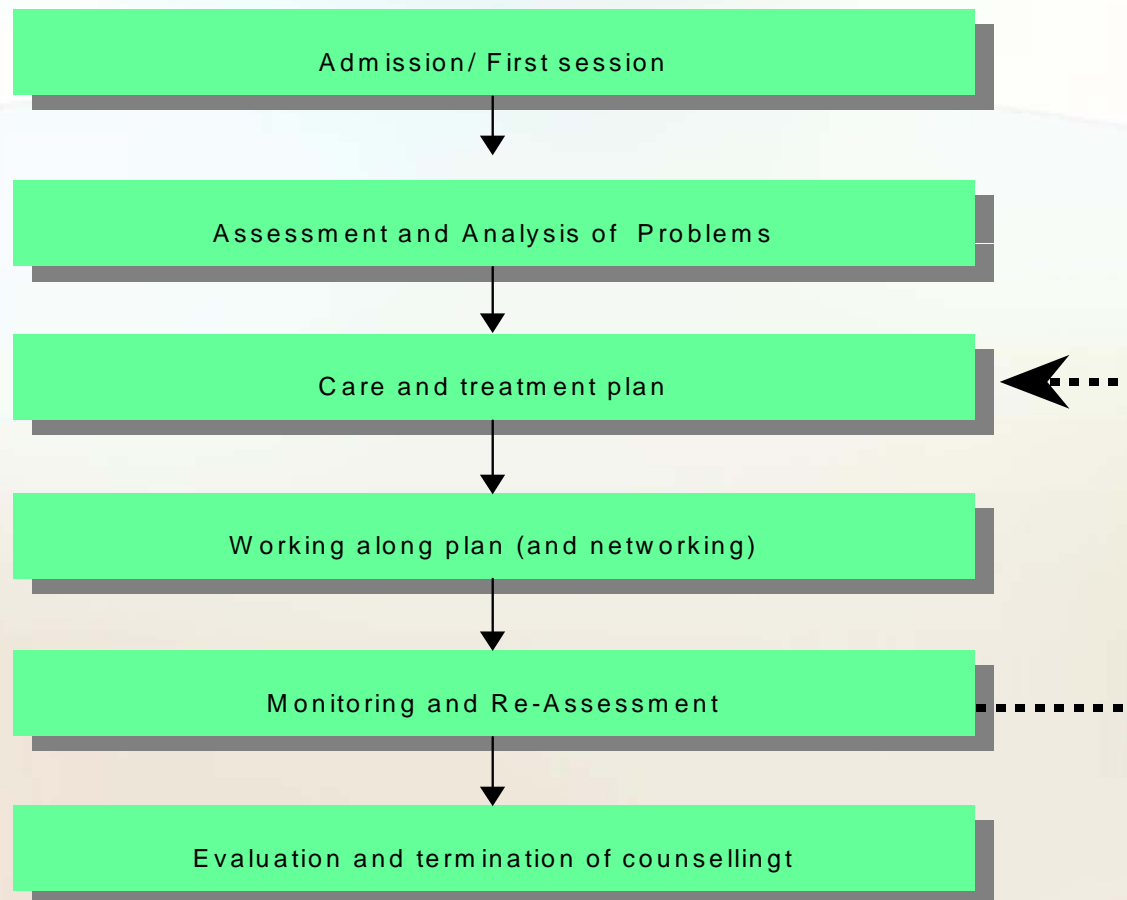 Admission/ First session
Assessment and Analysis of Problems
Care and treatment plan
Working along plan (and networking)
Monitoring and Re-Assessment
Evaluation and termination of counsellingt